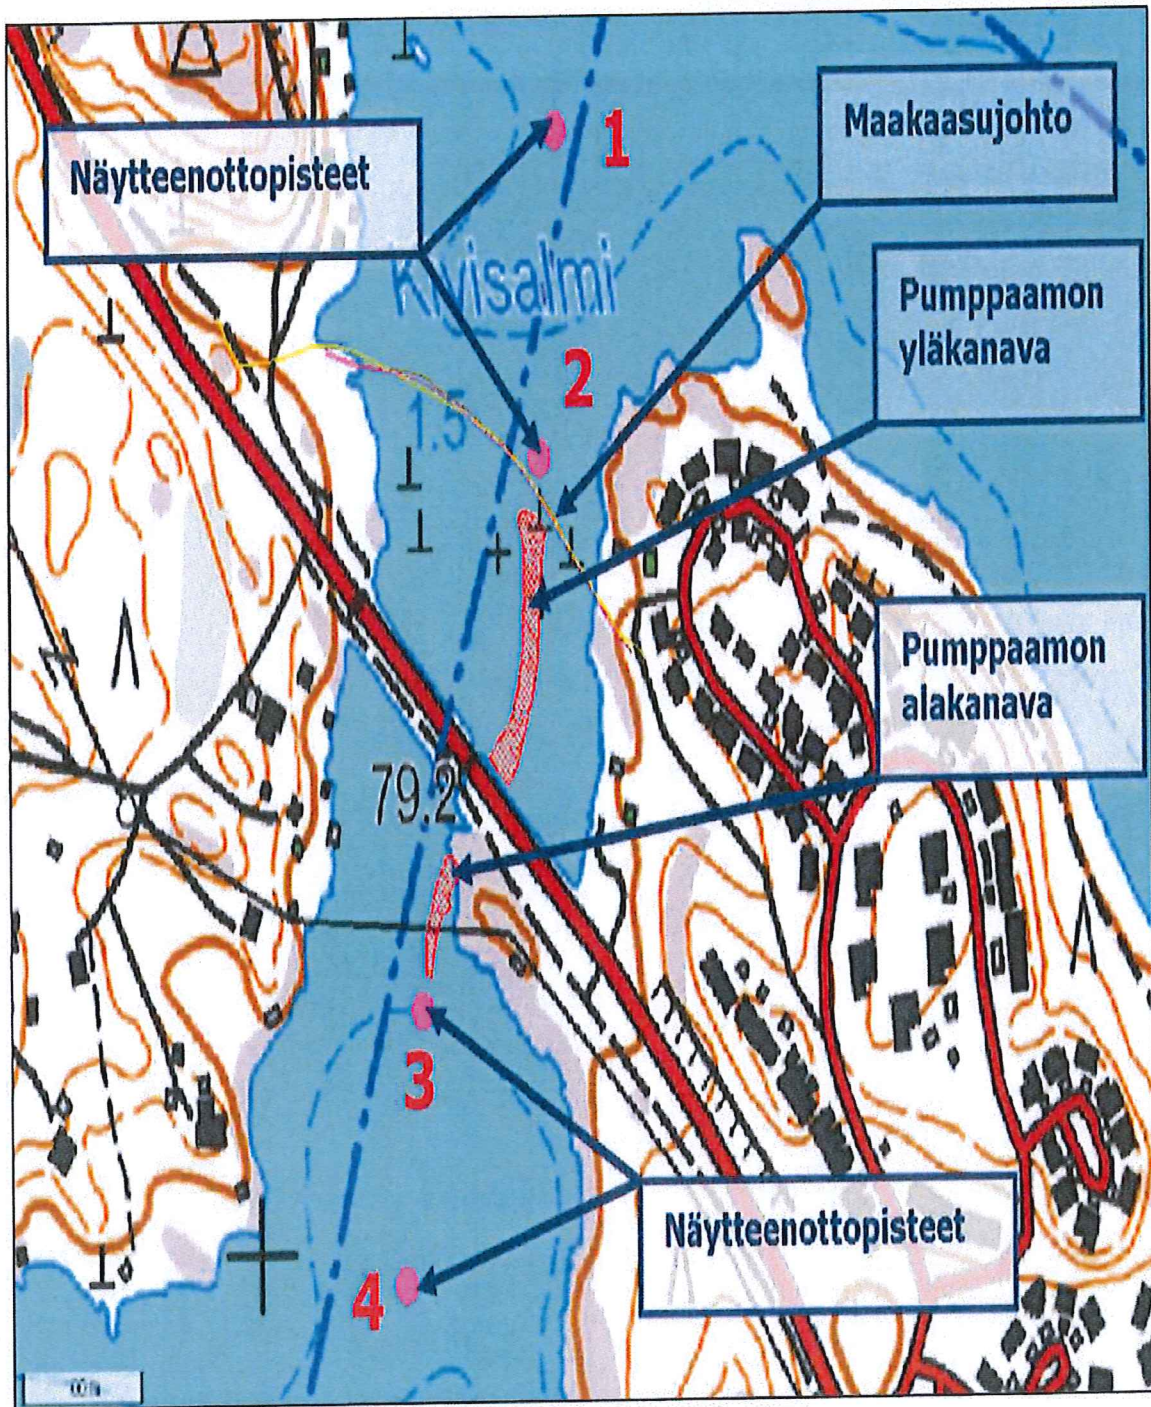 1
Maakaasujohto
Näytteenottopisteet
Kivisalmi
Pumppaamon
yläkanava
2
1.5
Pumppaamon
alakanava
79.2
3
Näytteenottopisteet
4